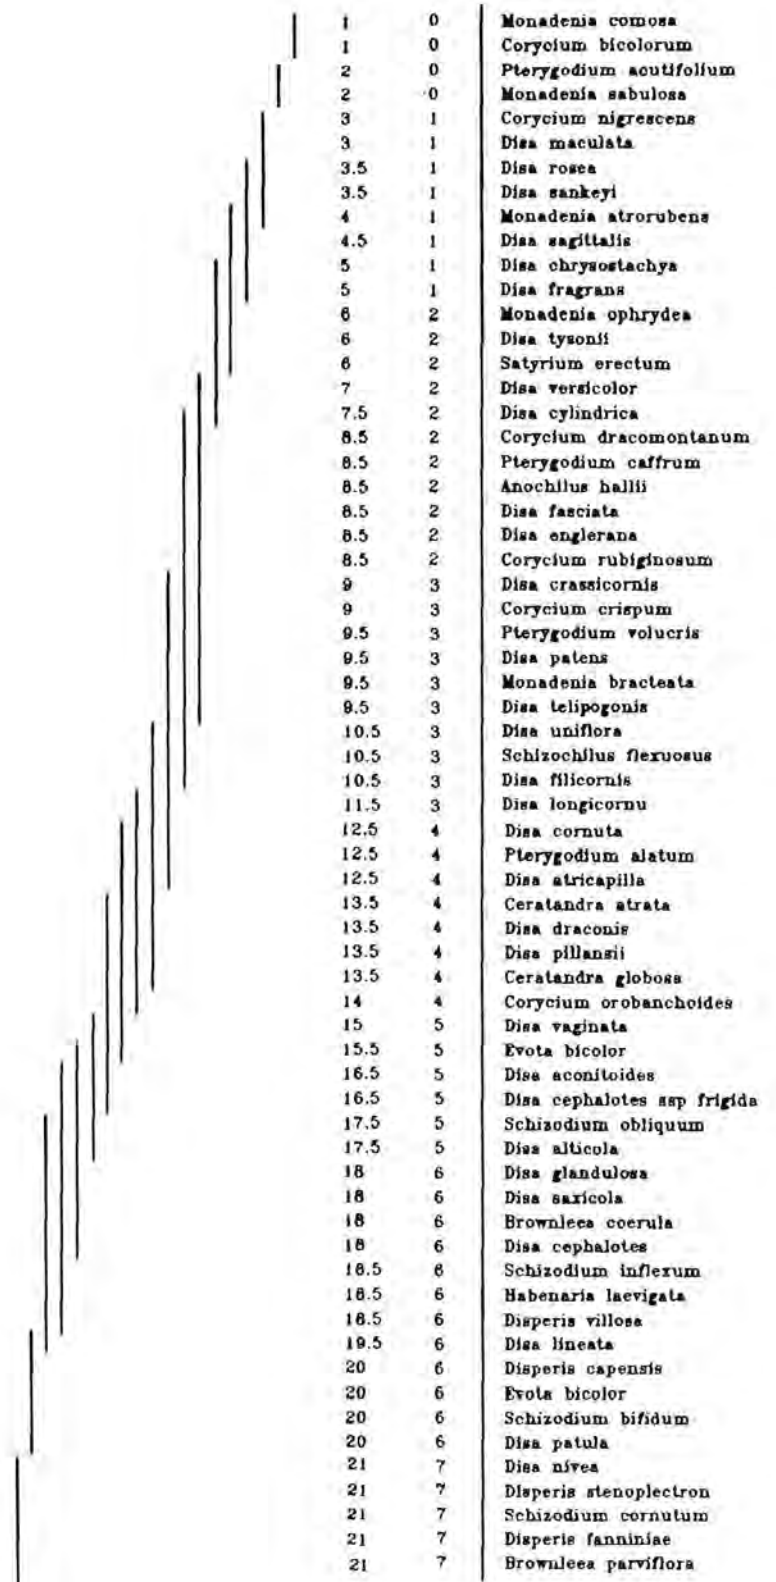 1 0 Monadenia comosa
1 0 Corycium bicolorum
2 0 Pterygodium acutifolium
2 0 Monadenia sabulosa
3 1 Corycium nigrescens
3 1 Disa maculata
3.5 1 Disa rosea
3.5 1 Disa sankeyi
4 1 Monadenia atrorubens
4.5 1 Disa sagittalis
5 1 Disa chrysostachya
5 1 Disa fragrans
6 2 Monadenia ophrydea
6 2 Disa tysonii
6 2 Satyrium erectum
7 2 Disa versicolor
7.5 2 Disa cylindrica
8.5 2 Corycium dracomontanum
8.5 2 Pterygodium caffrum
8.5 2 Anochilus hallii
8.5 2 Disa fasciata
8.5 2 Disa englerana
8.5 2 Corycium rubiginosum
9 3 Disa crassicornis
9 3 Corycium crispum
9.5 3 Pterygodium volucris
9.5 3 Disa patens
9.5 3 Monadenia bracteata
9.5 3 Disa telipogonis
10.5 3 Disa uniflora
10.5 3 Schizochilus flexuosus
10.5 3 Disa filicornis
11.5 3 Disa longicornu
12.5 4 Disa cornuta
12.5 4 Pterygodium alatum
12.5 4 Disa atricapilla
13.5 4 Ceratandra atrata
13.5 4 Disa draconis
13.5 4 Disa pillansii
13.5 4 Ceratandra globosa
14 4 Corycium orobanchoides
15 5 Disa vaginata
15.5 5 Evota bicolor
16.5 5 Disa aconitoides
16.5 5 Disa cephalotes ssp frigida
17.5 5 Schizodium obliquum
17.5 5 Disa alticola
18 6 Disa glandulosa
18 6 Disa saxicola
18 6 Brownleea coerula
18 6 Disa cephalotes
18.5 6 Schizodium inflexum
18.5 6 Habenaria laevigata
18.5 6 Disperis villosa
19.5 6 Disa lineata
20 6 Disperis capensis
20 6 Evota bicolor
20 6 Schizodium bifidum
20 6 Disa patula
21 7 Disa nivea
21 7 Disperis stenoplectron
21 7 Schizodium cornutum
21 7 Disperis fanniniae
21 7 Brownleea parviflora